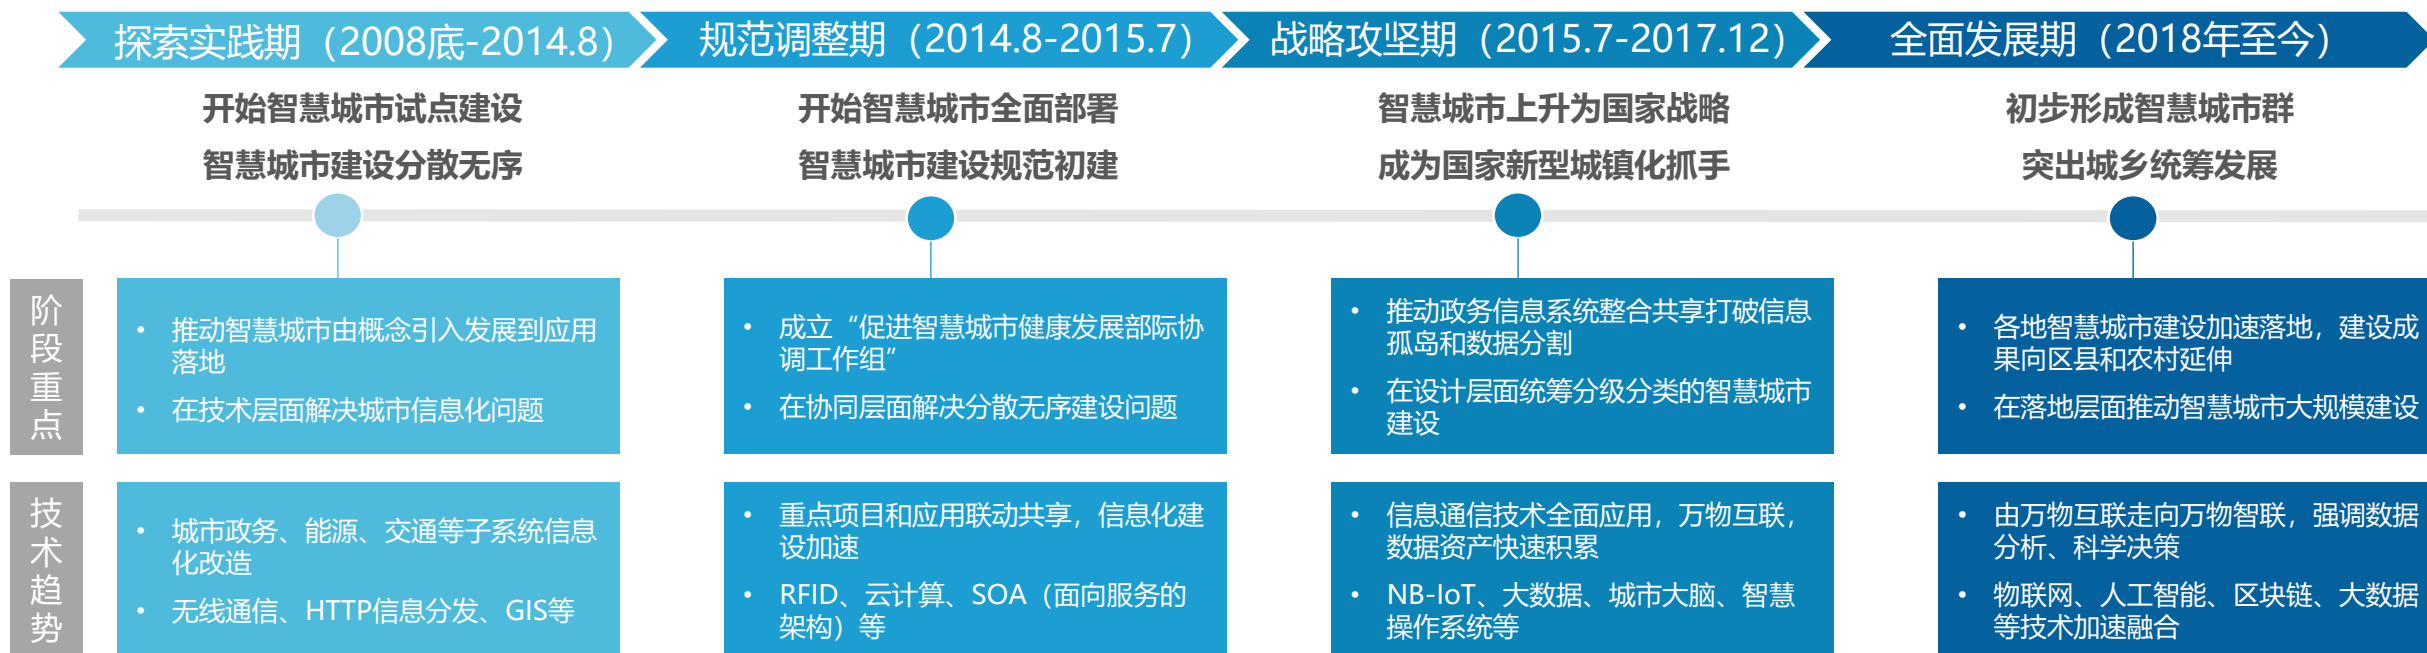 探索实践期（2008底-2014.8）
规范调整期（2014.8-2015.7）
战略攻坚期（2015.7-2017.12）
全面发展期（2018年至今）
开始智慧城市试点建设
智慧城市建设分散无序
开始智慧城市全面部署
智慧城市建设规范初建
智慧城市上升为国家战略
成为国家新型城镇化抓手
初步形成智慧城市群
突出城乡统筹发展
阶段重点
• 推动智慧城市由概念引入发展到应用
落地
• 在技术层面解决城市信息化问题
• 成立“促进智慧城市健康发展部际协
调工作组”
• 在协同层面解决分散无序建设问题
• 推动政务信息系统整合共享打破信息
孤岛和数据分割
• 在设计层面统筹分级分类的智慧城市
建设
• 各地智慧城市建设加速落地，建设成
果向区县和农村延伸
• 在落地层面推动智慧城市大规模建设
技术趋势
• 城市政务、能源、交通等子系统信息
化改造
• 无线通信、HTTP信息分发、GIS等
• 重点项目和应用联动共享，信息化建
设加速
• RFID、云计算、SOA（面向服务的
架构）等
• 信息通信技术全面应用，万物互联，
数据资产快速积累
• NB-IoT、大数据、城市大脑、智慧
操作系统等
• 由万物互联走向万物智联，强调数据
分析、科学决策
• 物联网、人工智能、区块链、大数据
等技术加速融合